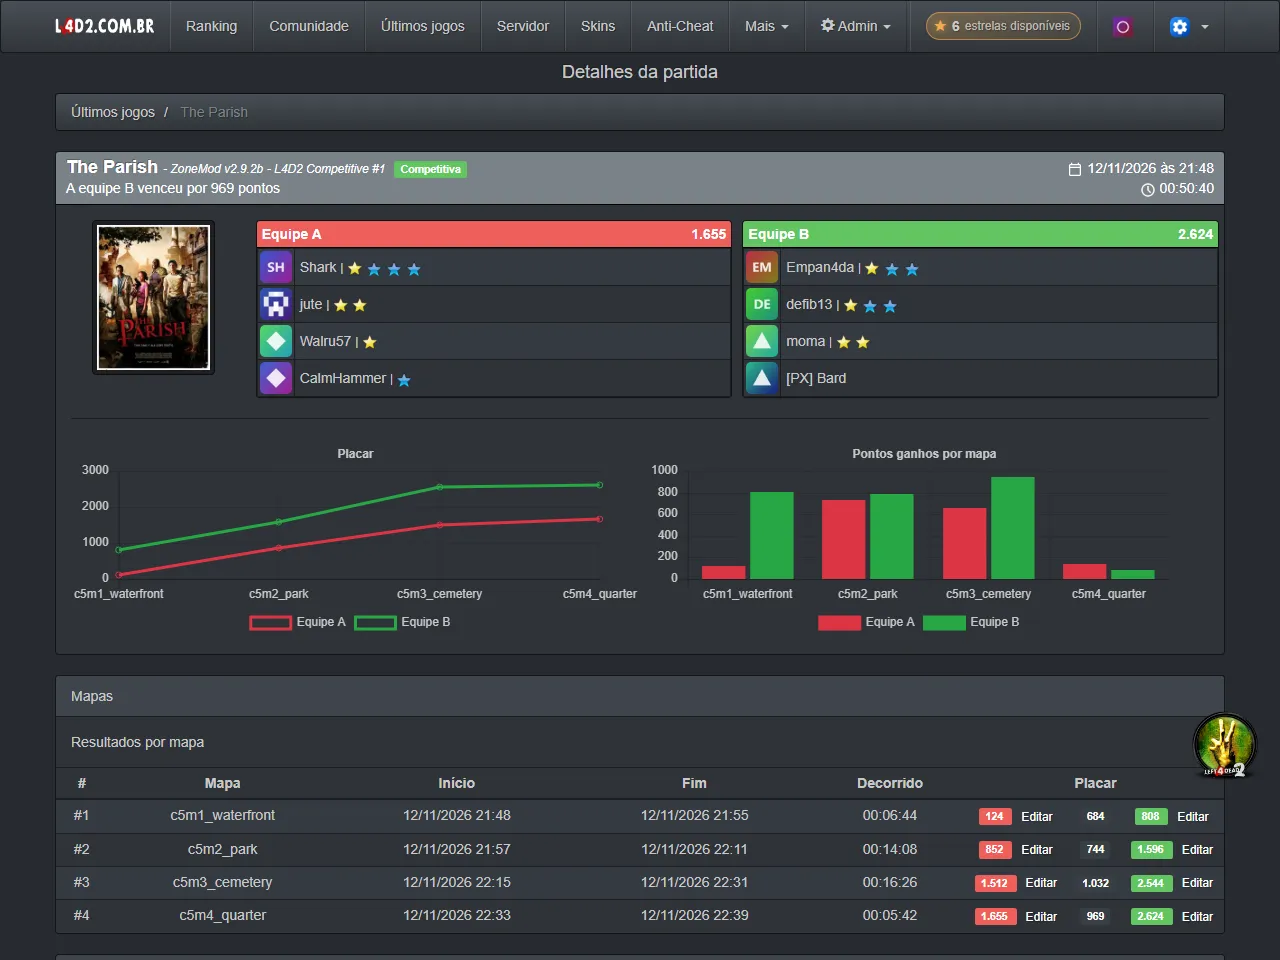 L4D2.COM.BR Ranking Comunidade Últimos jogos Servidor Skins Anti-Cheat Mais Admin 6 estrelas disponíveis
Detalhes da partida
Últimos jogos / The Parish
The Parish - ZoneMod v2.9.2b - L4D2 Competitive #1 Competitiva
12/11/2026 às 21:48
A equipe B venceu por 969 pontos
00:50:40
THE PARISH
Equipe A 1.655
SH Shark |
jute |
Walru57 |
CalmHammer |
Equipe B 2.624
EM Empan4da |
DE defib13 |
moma |
[PX] Bard
Placar
3000
2000
1000
0
c5m1_waterfront c5m2_park c5m3_cemetery c5m4_quarter
Equipe A Equipe B
Pontos ganhos por mapa
1000
800
600
400
200
0
c5m1_waterfront c5m2_park c5m3_cemetery c5m4_quarter
Equipe A Equipe B
Mapas
Resultados por mapa
LEFT 4 DEAD 2
# Mapa Início Fim Decorrido Placar
#1 c5m1_waterfront 12/11/2026 21:48 12/11/2026 21:55 00:06:44 124 Editar 684 808 Editar
#2 c5m2_park 12/11/2026 21:57 12/11/2026 22:11 00:14:08 852 Editar 744 1.596 Editar
#3 c5m3_cemetery 12/11/2026 22:15 12/11/2026 22:31 00:16:26 1.512 Editar 1.032 2.544 Editar
#4 c5m4_quarter 12/11/2026 22:33 12/11/2026 22:39 00:05:42 1.655 Editar 969 2.624 Editar